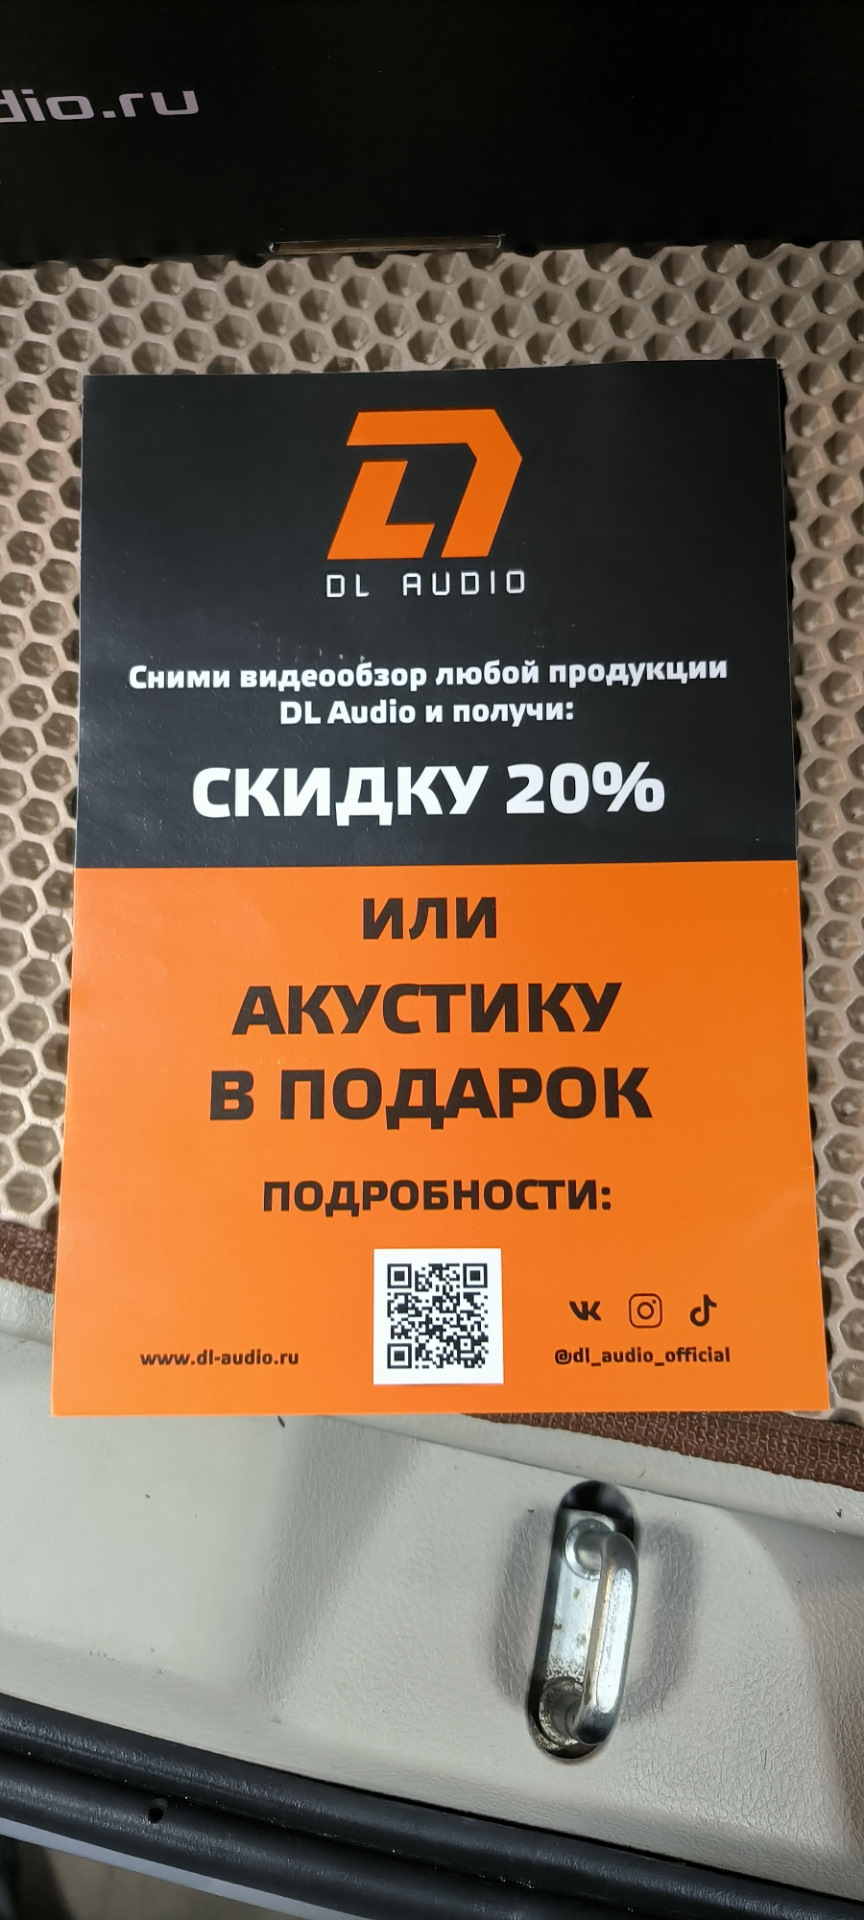 dio.ru
DL AUDIO
Сними видеообзор любой продукции
DL Audio и получи:
СКИДКУ 20%
ИЛИ
АКУСТИКУ
В ПОДАРОК
ПОДРОБНОСТИ:
www.dl-audio.ru
@dl_audio_official